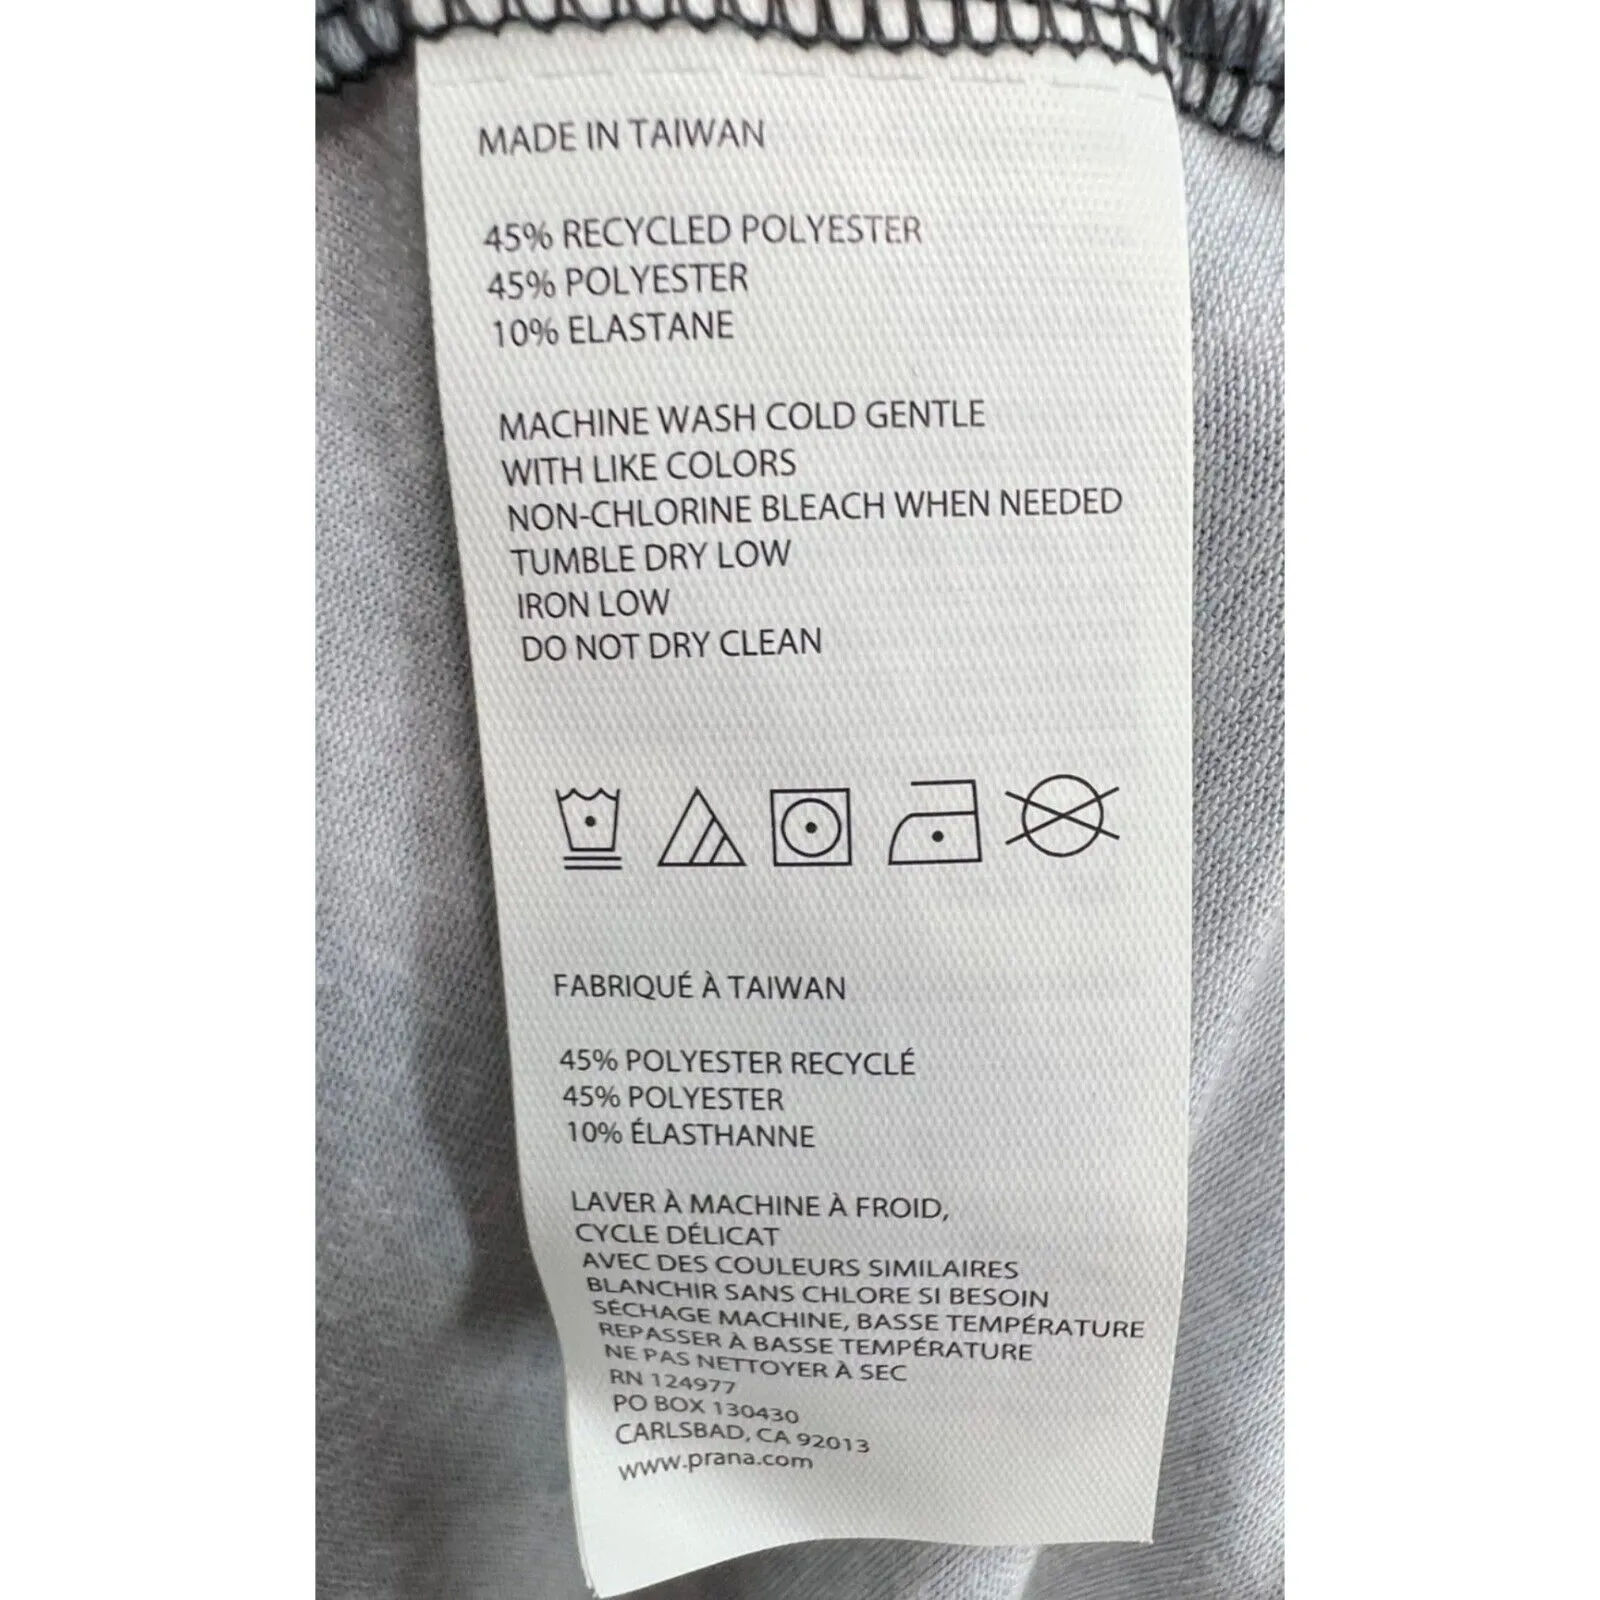 MADE IN TAIWAN
45% RECYCLED POLYESTER
45% POLYESTER
10% ELASTANE
MACHINE WASH COLD GENTLE
WITH LIKE COLORS
NON-CHLORINE BLEACH WHEN NEEDED
TUMBLE DRY LOW
IRON LOW
DO NOT DRY CLEAN
FABRIQUÉ À TAIWAN
45% POLYESTER RECYCLÉ
45% POLYESTER
10% ÉLASTHANNE
LAVER À MACHINE À FROID,
CYCLE DÉLICAT
AVEC DES COULEURS SIMILAIRES
BLANCHIR SANS CHLORE SI BESOIN
SÉCHAGE MACHINE, BASSE TEMPÉRATURE
REPASSER À BASSE TEMPÉRATURE
NE PAS NETTOYER À SEC
RN 124977
PO BOX 130430
CARLSBAD, CA 92013
www.prana.com